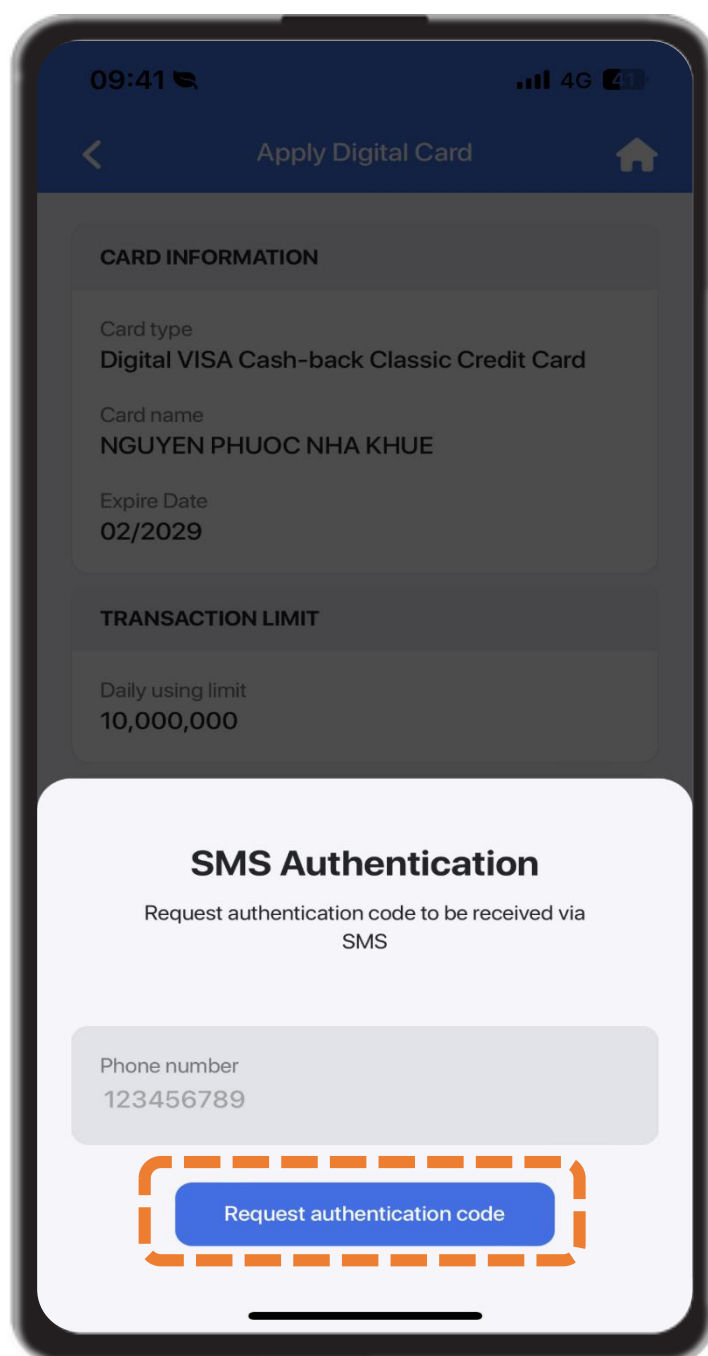 09:41 4G 41
Apply Digital Card
CARD INFORMATION
Card type
Digital VISA Cash-back Classic Credit Card
Card name
NGUYEN PHUOC NHA KHUE
Expire Date
02/2029
TRANSACTION LIMIT
Daily using limit
10,000,000
SMS Authentication
Request authentication code to be received via
SMS
Phone number
123456789
Request authentication code